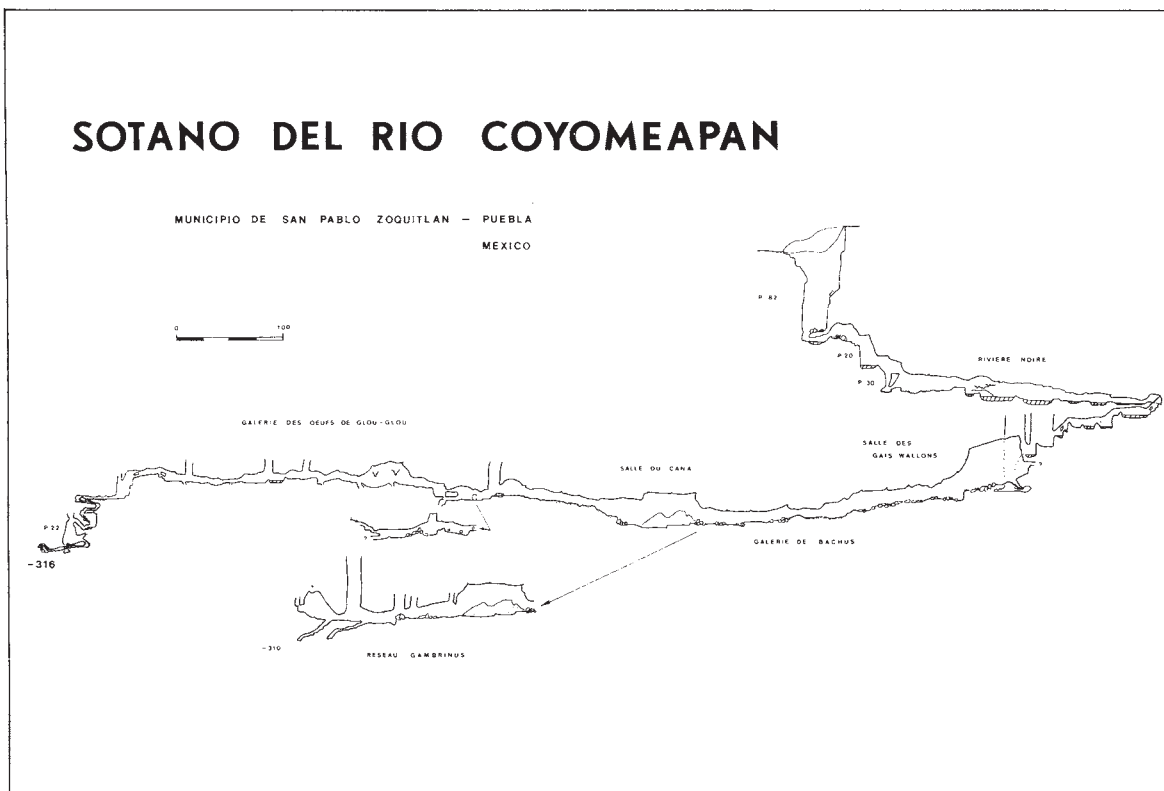 SOTANO DEL RIO COYOMEAPAN
MUNICIPIO DE SAN PABLO ZOQUITLAN – PUEBLA
MEXICO
0 100
P 82
P 20
P 30
RIVIERE NOIRE
GALERIE DES OEUFS DE GLOU-GLOU
SALLE DES
GAIS WALLONS
SALLE DU CANA
?
P 22
-316
?
GALERIE DE BACHUS
-310
RESEAU GAMBRINUS